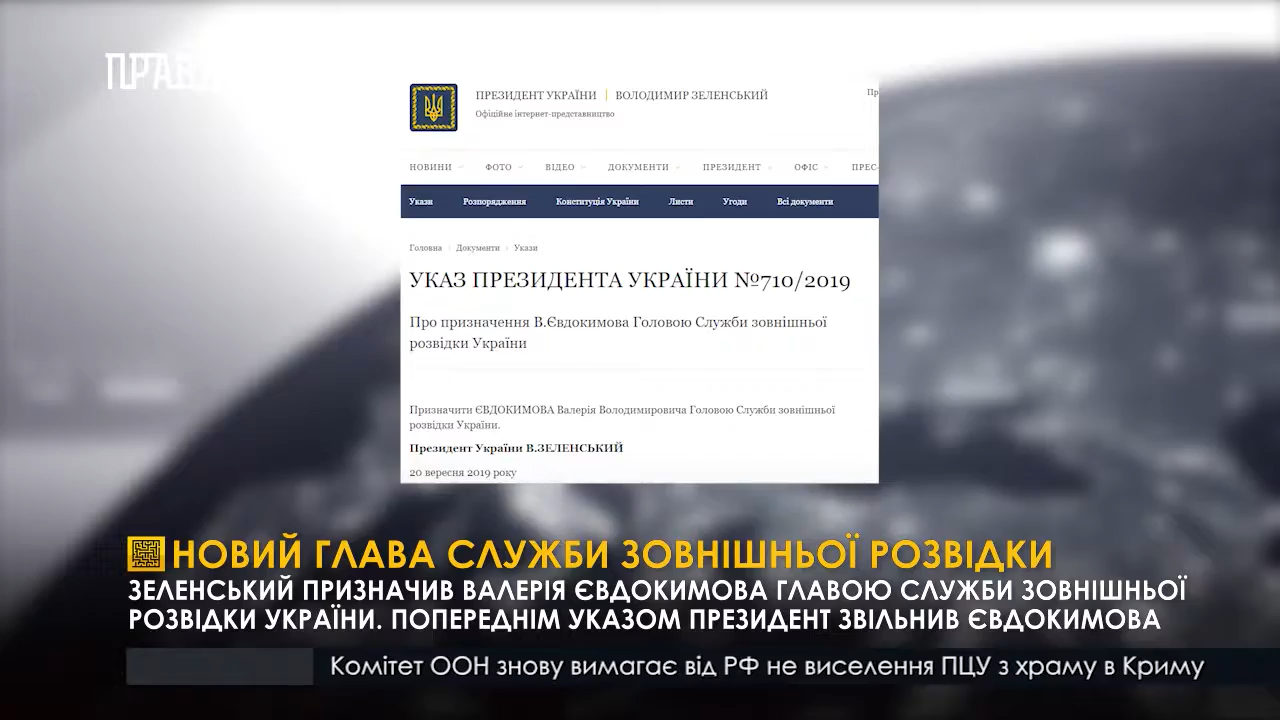 ПРАВ
ПРЕЗИДЕНТ УКРАЇНИ | ВОЛОДИМИР ЗЕЛЕНСЬКИЙ
Пр
Офіційне інтернет-представництво
НОВИНИ ФОТО ВІДЕО ДОКУМЕНТИ ПРЕЗИДЕНТ ОФІС ПРЕС-
Укази Розпорядження Конституція України Листи Угоди Всі документи
Головна Документи Укази
УКАЗ ПРЕЗИДЕНТА УКРАЇНИ №710/2019
Про призначення В.Євдокимова Головою Служби зовнішньої
розвідки України
Призначити ЄВДОКИМОВА Валерія Володимировича Головою Служби зовнішньої
розвідки України.
Президент України В.ЗЕЛЕНСЬКИЙ
20 вересня 2019 року
НОВИЙ ГЛАВА СЛУЖБИ ЗОВНІШНЬОЇ РОЗВІДКИ
ЗЕЛЕНСЬКИЙ ПРИЗНАЧИВ ВАЛЕРІЯ ЄВДОКИМОВА ГЛАВОЮ СЛУЖБИ ЗОВНІШНЬОЇ
РОЗВІДКИ УКРАЇНИ. ПОПЕРЕДНІМ УКАЗОМ ПРЕЗИДЕНТ ЗВІЛЬНИВ ЄВДОКИМОВА
Комітет ООН знову вимагає від РФ не виселення ПЦУ з храму в Криму